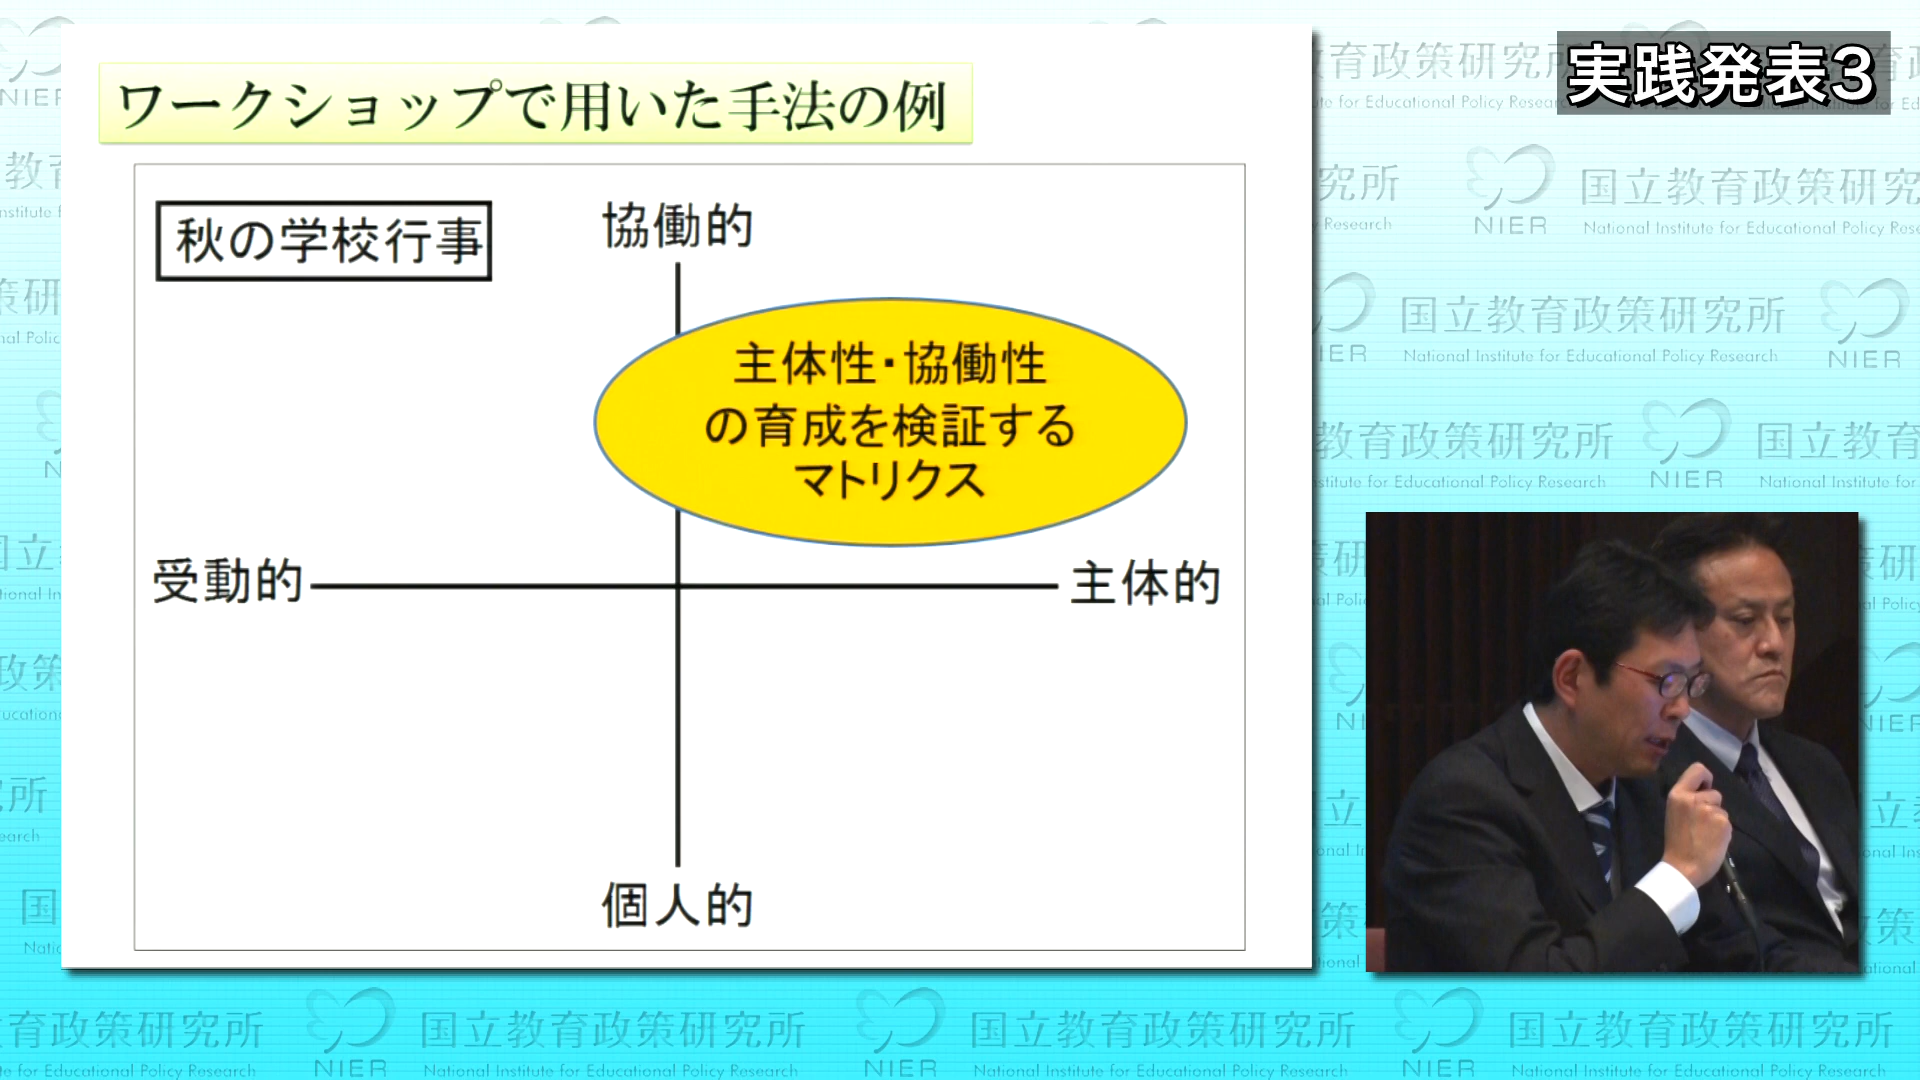 ワークショップで用いた手法の例
実践発表3
秋の学校行事
協働的
主体性・協働性
の育成を検証する
マトリクス
受動的
主体的
個人的
国立教育政策研究所
National Institute for Educational Policy Research
NIER